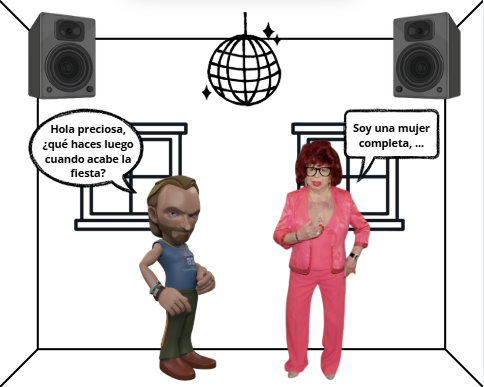 Hola preciosa,
¿qué haces luego
cuando acabe la
fiesta?
Soy una mujer
completa, ...